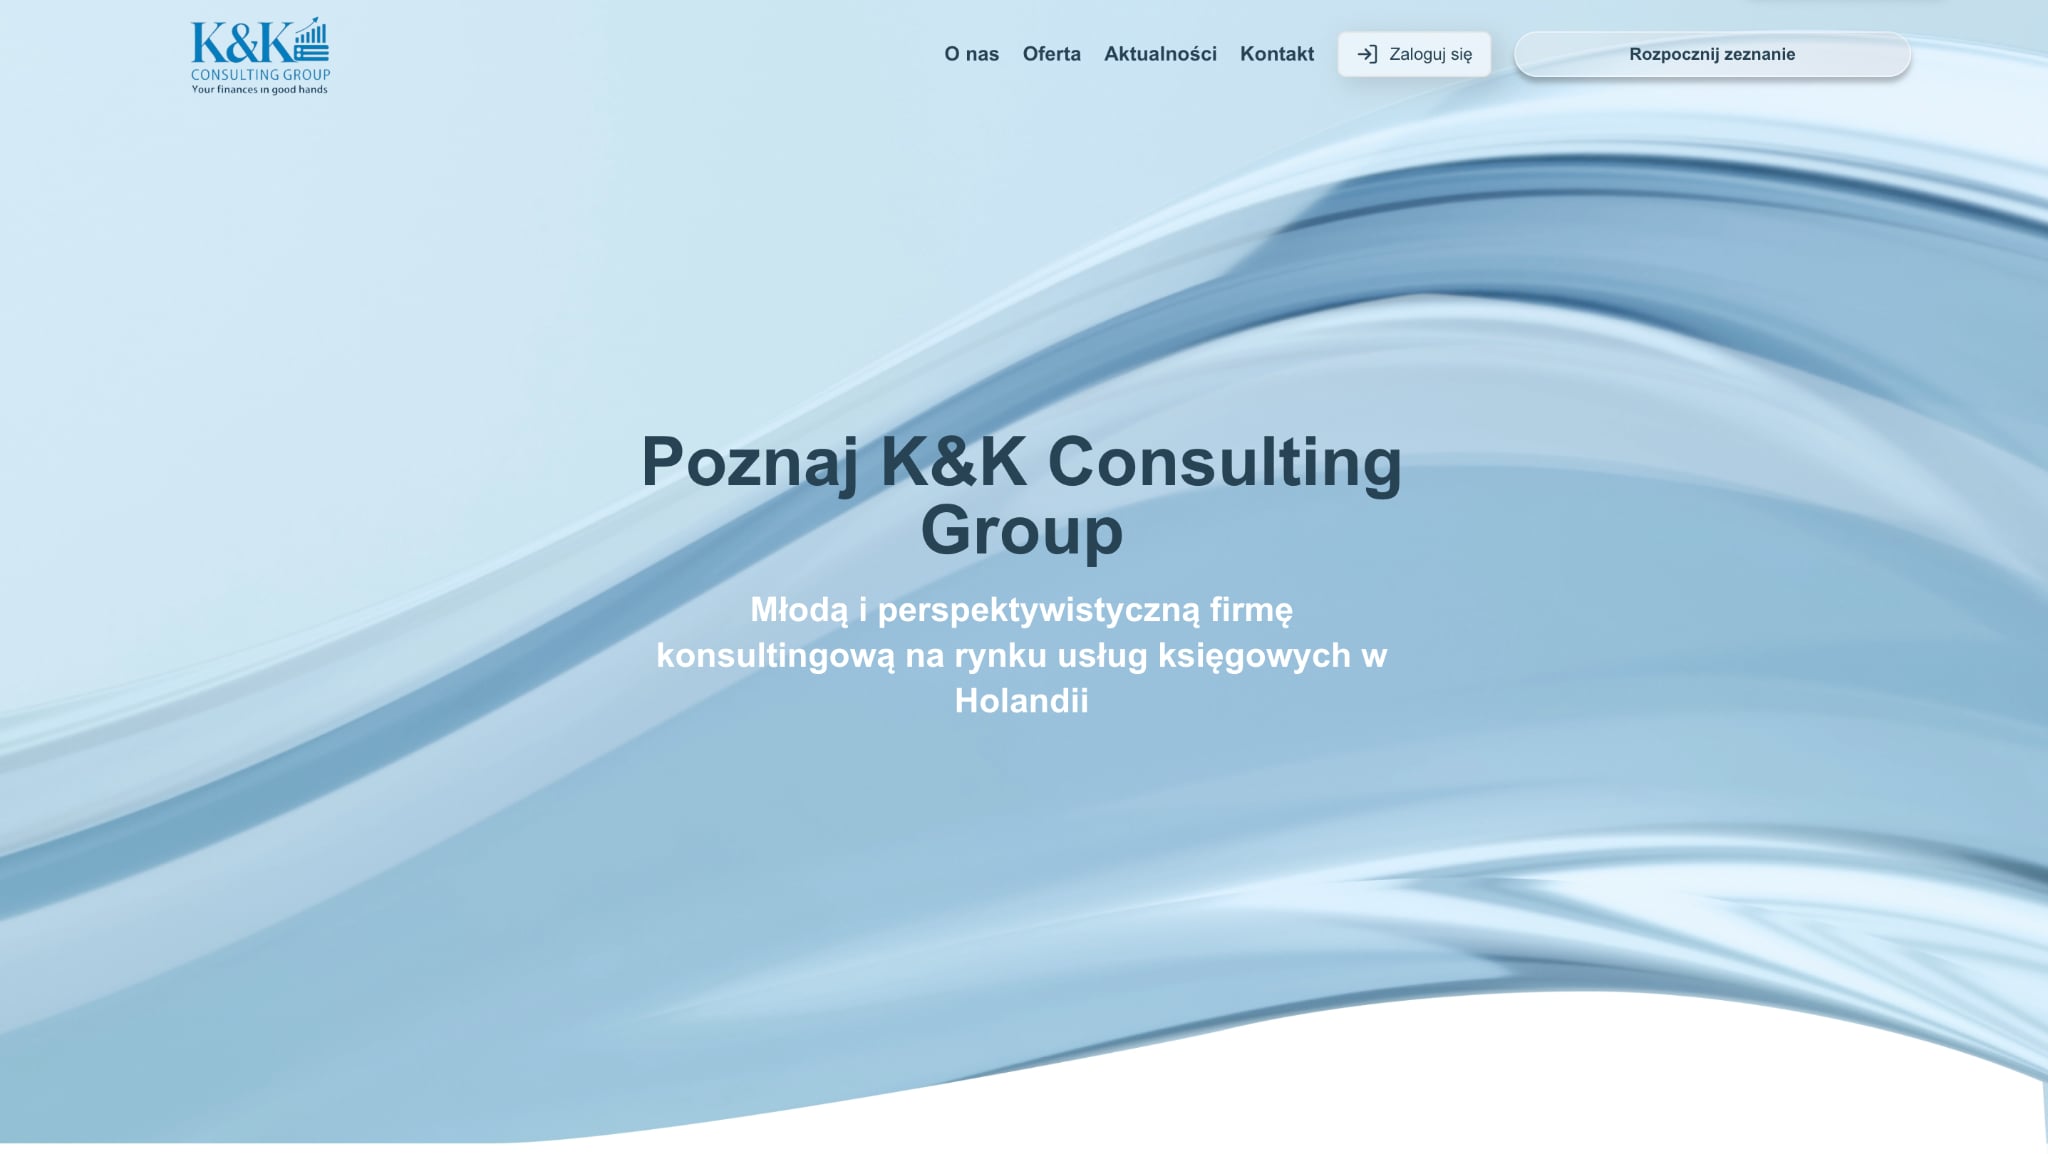 K&K
CONSULTING GROUP
Your finances in good hands
O nas
Oferta
Aktualności
Kontakt
Zaloguj się
Rozpocznij zeznanie
Poznaj K&K Consulting
Group
Młodą i perspektywistyczną firmę
konsultingową na rynku usług księgowych w
Holandii